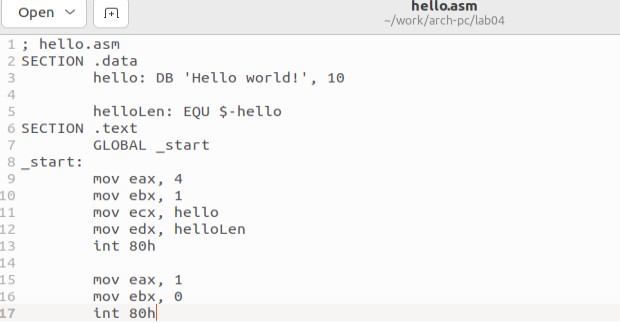 Open
hello.asm
~/work/arch-pc/lab04
1 ; hello.asm
2 SECTION .data
3 hello: DB 'Hello world!', 10
4
5 helloLen: EQU $-hello
6 SECTION .text
7 GLOBAL _start
8 _start:
9 mov eax, 4
10 mov ebx, 1
11 mov ecx, hello
12 mov edx, helloLen
13 int 80h
14
15 mov eax, 1
16 mov ebx, 0
17 int 80h